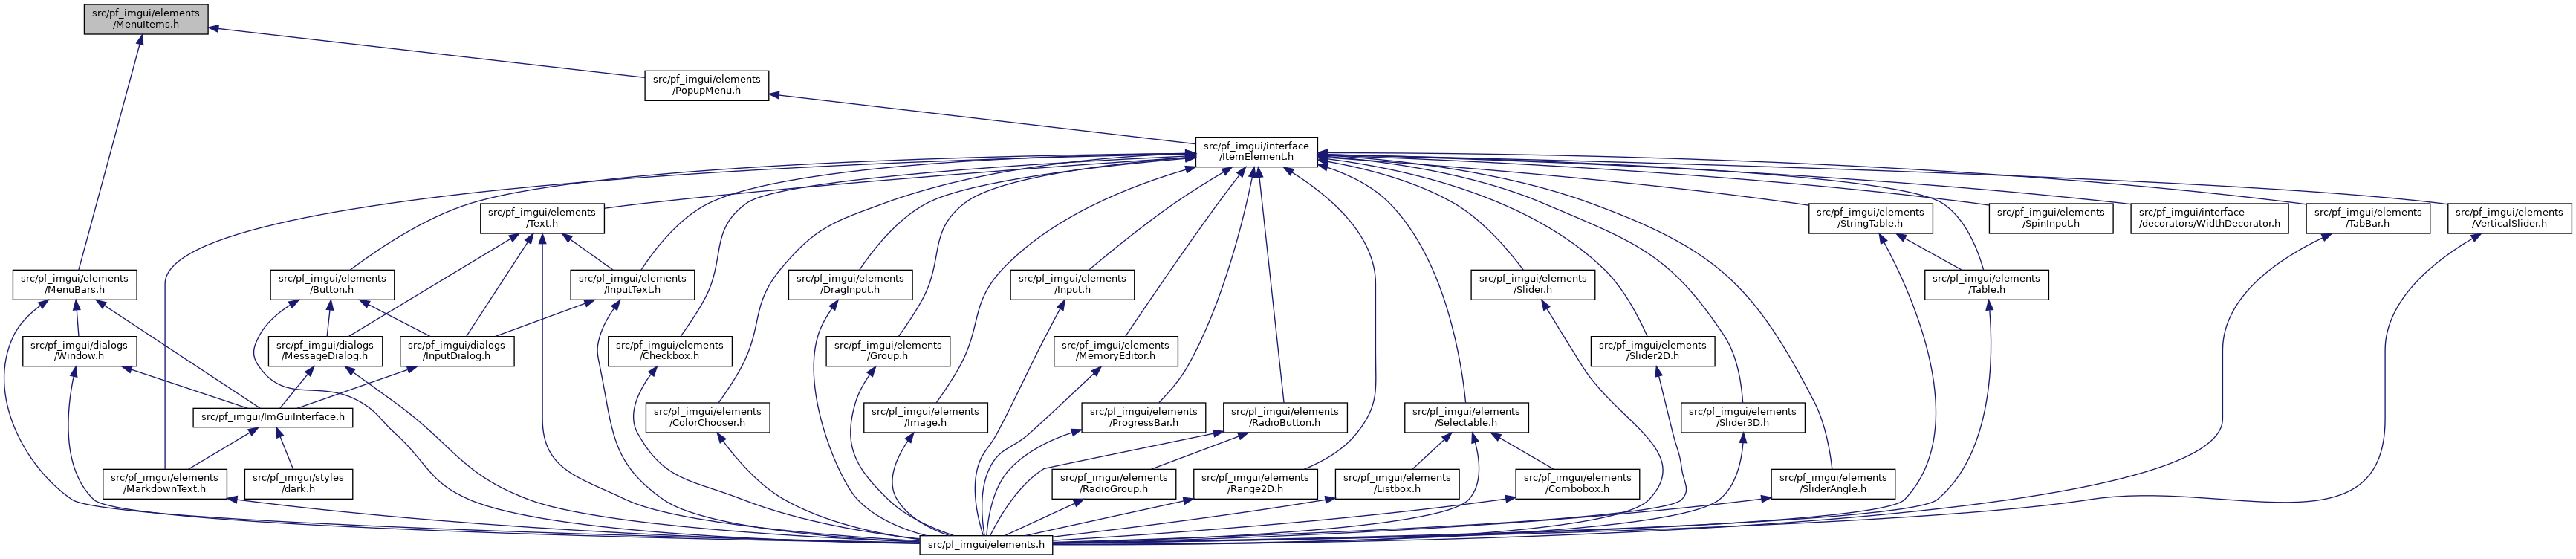 src/pf_imgui/elements
/MenuItems.h
src/pf_imgui/elements
/PopupMenu.h
src/pf_imgui/interface
/ItemElement.h
src/pf_imgui/elements
/Text.h
src/pf_imgui/elements
/StringTable.h
src/pf_imgui/elements
/SpinInput.h
src/pf_imgui/interface
/decorators/WidthDecorator.h
src/pf_imgui/elements
/TabBar.h
src/pf_imgui/elements
/VerticalSlider.h
src/pf_imgui/elements
/MenuBars.h
src/pf_imgui/elements
/Button.h
src/pf_imgui/elements
/InputText.h
src/pf_imgui/elements
/DragInput.h
src/pf_imgui/elements
/Input.h
src/pf_imgui/elements
/Slider.h
src/pf_imgui/elements
/Table.h
src/pf_imgui/dialogs
/Window.h
src/pf_imgui/dialogs
/MessageDialog.h
src/pf_imgui/dialogs
/InputDialog.h
src/pf_imgui/elements
/Checkbox.h
src/pf_imgui/elements
/Group.h
src/pf_imgui/elements
/MemoryEditor.h
src/pf_imgui/elements
/Slider2D.h
src/pf_imgui/ImGuiInterface.h
src/pf_imgui/elements
/ColorChooser.h
src/pf_imgui/elements
/Image.h
src/pf_imgui/elements
/ProgressBar.h
src/pf_imgui/elements
/RadioButton.h
src/pf_imgui/elements
/Selectable.h
src/pf_imgui/elements
/Slider3D.h
src/pf_imgui/elements
/MarkdownText.h
src/pf_imgui/styles
/dark.h
src/pf_imgui/elements
/RadioGroup.h
src/pf_imgui/elements
/Range2D.h
src/pf_imgui/elements
/Listbox.h
src/pf_imgui/elements
/Combobox.h
src/pf_imgui/elements
/SliderAngle.h
src/pf_imgui/elements.h